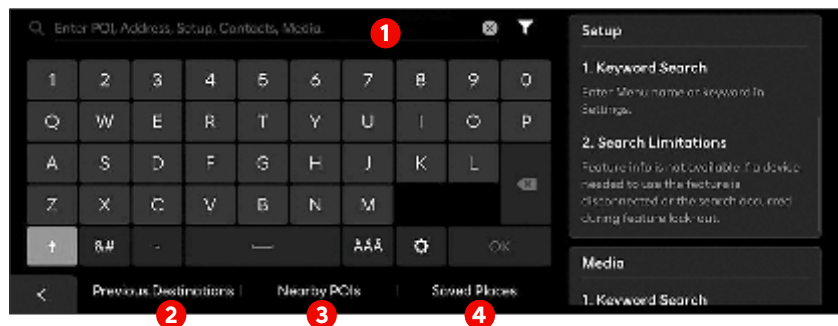 Enter POI, Address, Setup, Contacts, Media.
1
1 2 3 4 5 6 7 8 9 0
Q W E R T Y U I O P
A S D F G H J K L
Z X C V B N M
&# - ÀÁÂ OK
Previous Destinations | Nearby POIs | Saved Places
2 3 4
Setup
1. Keyword Search
Enter Menu name or keyword in
Settings.
2. Search Limitations
Feature info is not available if a device
needed to use the feature is
disconnected or the search occurred
during feature lock-out.
Media
1. Keyword Search